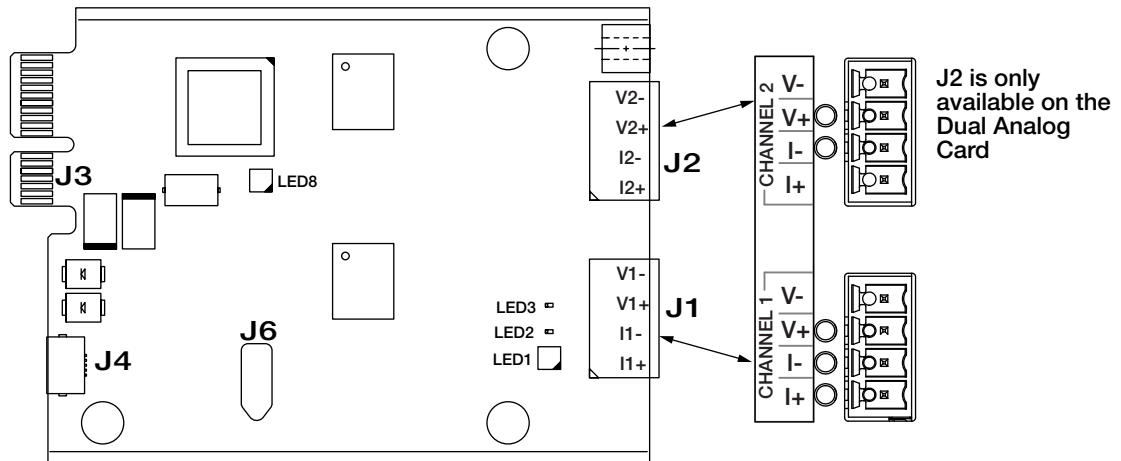 J3
LED8
J4
J6
LED3
LED2
LED1
V2-
V2+
I2-
I2+
J2
V1-
V1+
I1-
I1+
J1
CHANNEL 2
V-
V+
I-
I+
CHANNEL 1
V-
V+
I-
I+
J2 is only
available on the
Dual Analog
Card